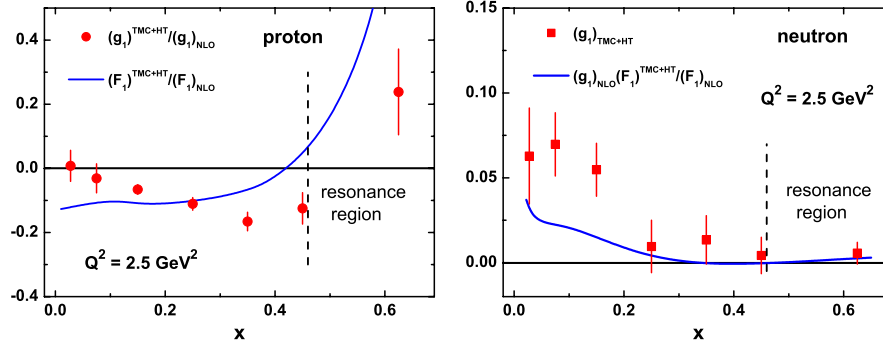 (g₁)ᵀᴹᶜ⁺ᴴᵀ/(g₁)NLO
proton
(F₁)ᵀᴹᶜ⁺ᴴᵀ/(F₁)NLO
resonance
region
Q² = 2.5 GeV²
0.4
0.2
0.0
-0.2
-0.4
0.0 0.2 0.4 0.6
x
(g₁)TMC+HT
neutron
(g₁)NLO(F₁)ᵀᴹᶜ⁺ᴴᵀ/(F₁)NLO
Q² = 2.5 GeV²
resonance
region
0.15
0.10
0.05
0.00
0.0 0.2 0.4 0.6
x